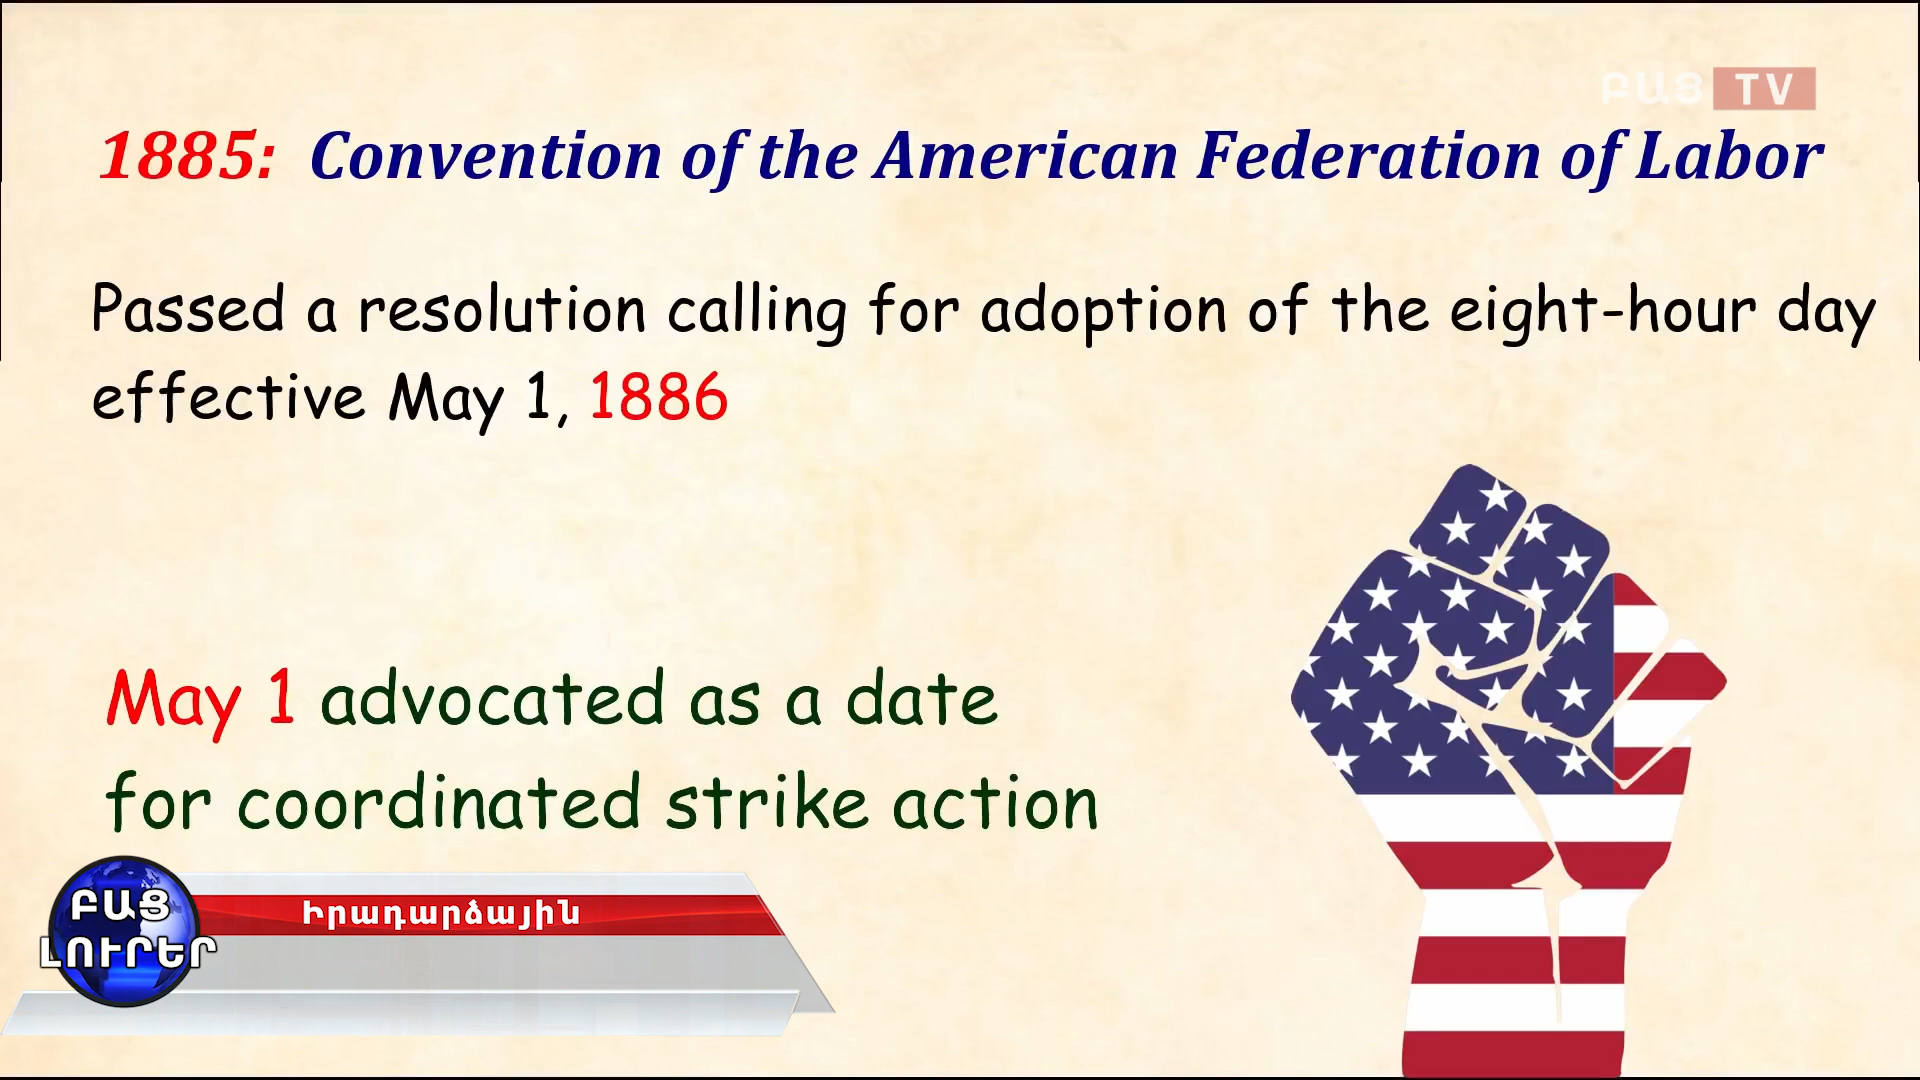 ԲԱՑ TV
1885: Convention of the American Federation of Labor
Passed a resolution calling for adoption of the eight-hour day
effective May 1, 1886
May 1 advocated as a date
for coordinated strike action
ԲԱՑ
ԼՈՒՐԵՐ
Իրադարձային